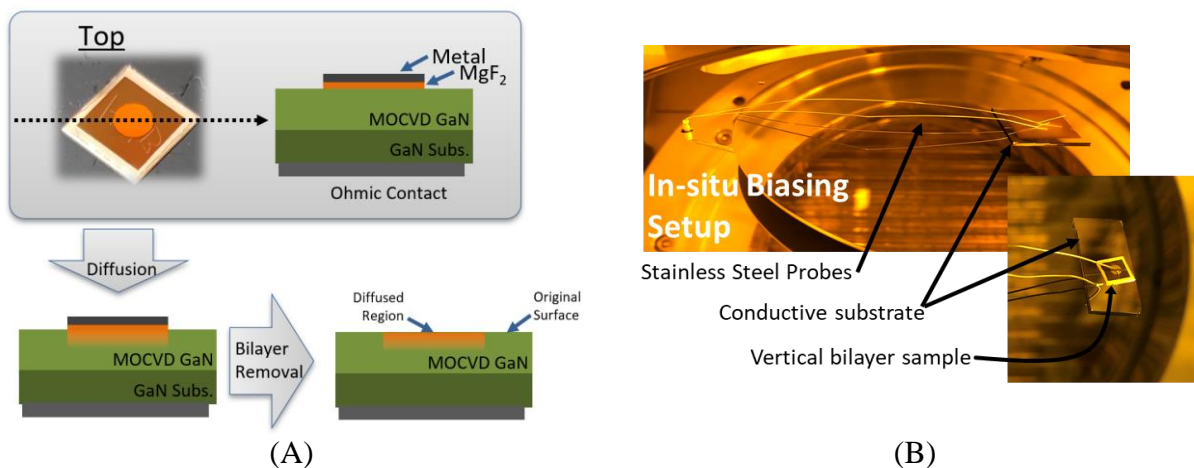 Top
Metal
MgF₂
MOCVD GaN
GaN Subs.
Ohmic Contact
Diffusion
MOCVD GaN
GaN Subs.
Bilayer
Removal
Diffused
Region
Original
Surface
MOCVD GaN
(A)
In-situ Biasing
Setup
Stainless Steel Probes
Conductive substrate
Vertical bilayer sample
(B)